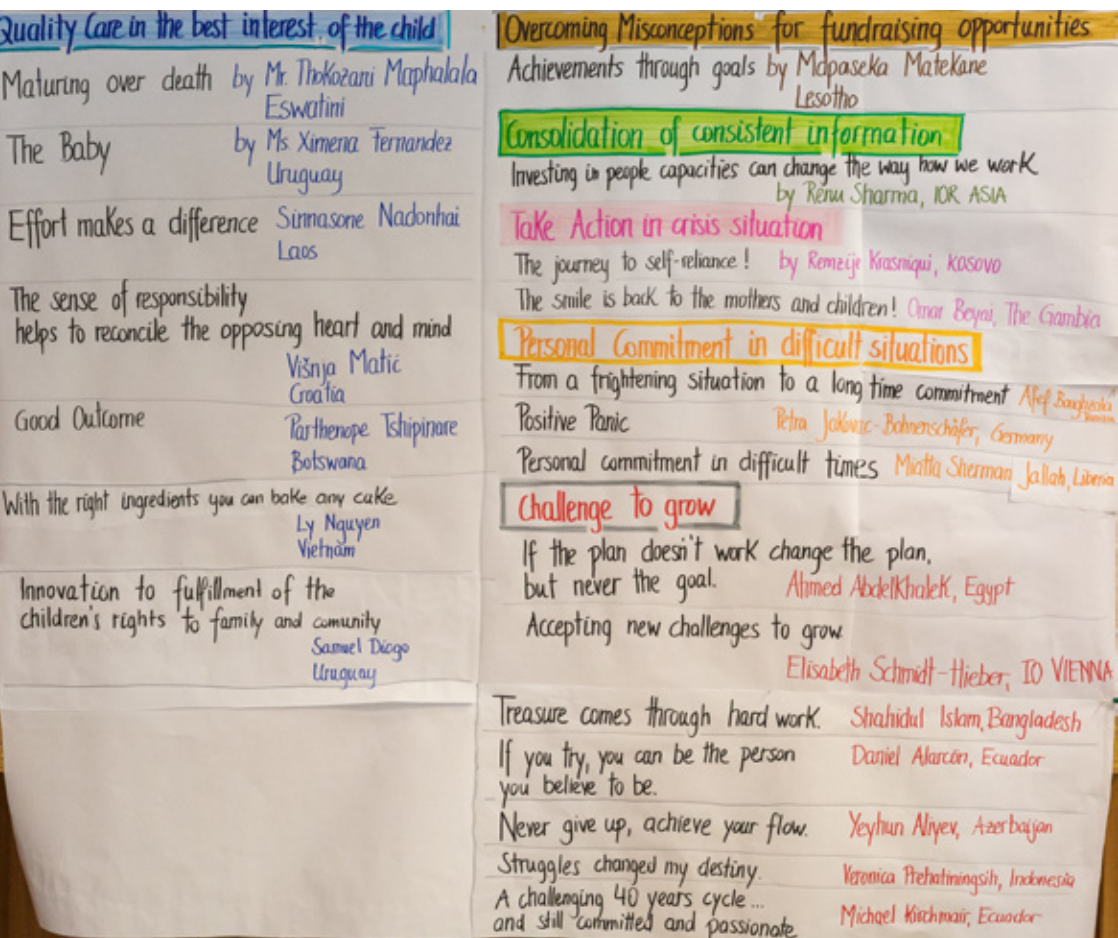 Quality Care in the best interest of the child
Maturing over death by Mr. Thokozani Maphalala
Eswatini
The Baby by Ms Ximena Fernandez
Uruguay
Effort makes a difference Sinnasone Nadonhai
Laos
The sense of responsibility
helps to reconcile the opposing heart and mind
Višnja Matić
Croatia
Good Outcome Parthenope Tshipinare
Botswana
With the right ingredients you can bake any cake
Ly Nguyen
Vietnam
Innovation to fulfillment of the
children's rights to family and comunity
Samuel Diogo
Uruguay
Overcoming Misconceptions for fundraising opportunities
Achievements through goals by Mapaseka Matekane
Lesotho
Consolidation of consistent information
Investing in people capacities can change the way how we work
by Renu Sharma, IOR ASIA
Take Action in crisis situation
The journey to self-reliance! by Remzije Krasniqui, KOSOVO
The smile is back to the mothers and children! Omar Beyai, The Gambia
Personal Commitment in difficult situations
From a frightening situation to a long time commitment Afef
Positive Panic Petra Jakovac-Bohnenschäfer, Germany
Personal commitment in difficult times Miatta Sherman Jallah, Liberia
Challenge to grow
If the plan doesn't work change the plan,
but never the goal. Ahmed Abdelkhalek, Egypt
Accepting new challenges to grow
Elisabeth Schmidt-Hieber, IO VIENNA
Treasure comes through hard work. Shahidul Islam, Bangladesh
If you try, you can be the person Daniel Alarcón, Ecuador
you believe to be.
Never give up, achieve your flow. Yeyhun Aliyev, Azerbaijan
Struggles changed my destiny. Veronica Prehatiningsih, Indonesia
A challenging 40 years cycle...
and still committed and passionate Michael Kirchmair, Ecuador